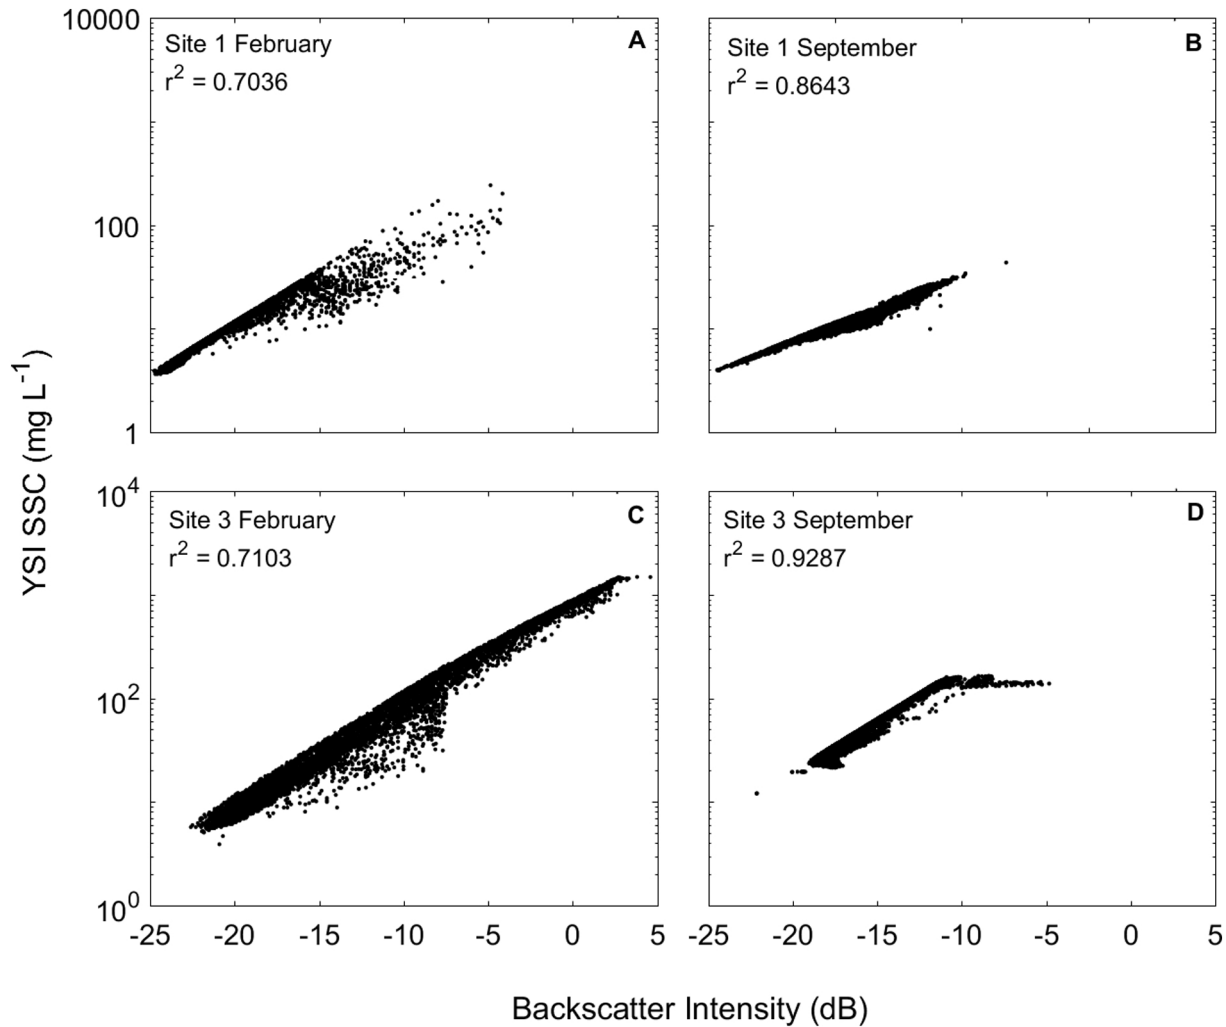 10000
100
1
Site 1 February
r² = 0.7036
A
Site 1 September
r² = 0.8643
B
YSI SSC (mg L⁻¹)
10⁴
10²
10⁰
Site 3 February
r² = 0.7103
C
Site 3 September
r² = 0.9287
D
-25 -20 -15 -10 -5 0 5
-25 -20 -15 -10 -5 0 5
Backscatter Intensity (dB)